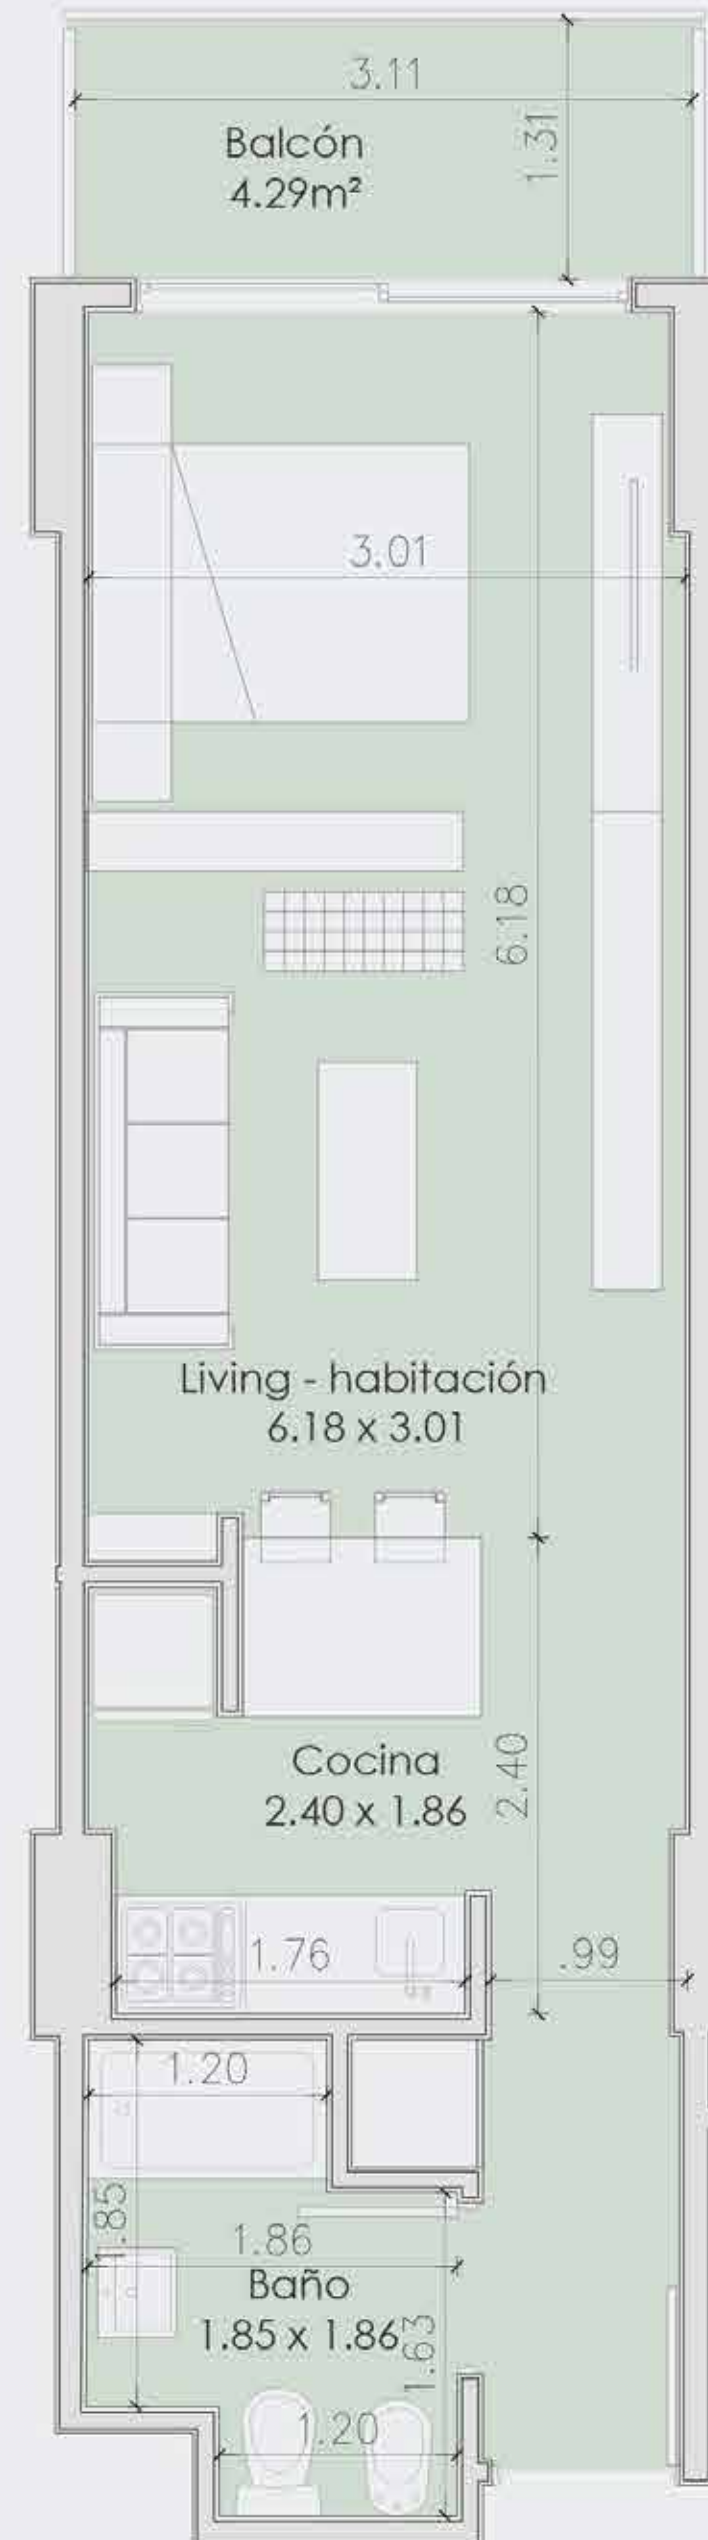 3.11
1.31
Balcón
4.29m²
3.01
6.18
Living - habitación
6.18 x 3.01
Cocina
2.40 x 1.86
2.40
1.76
.99
1.20
1.85
1.86
Baño
1.85 x 1.86
1.63
1.20